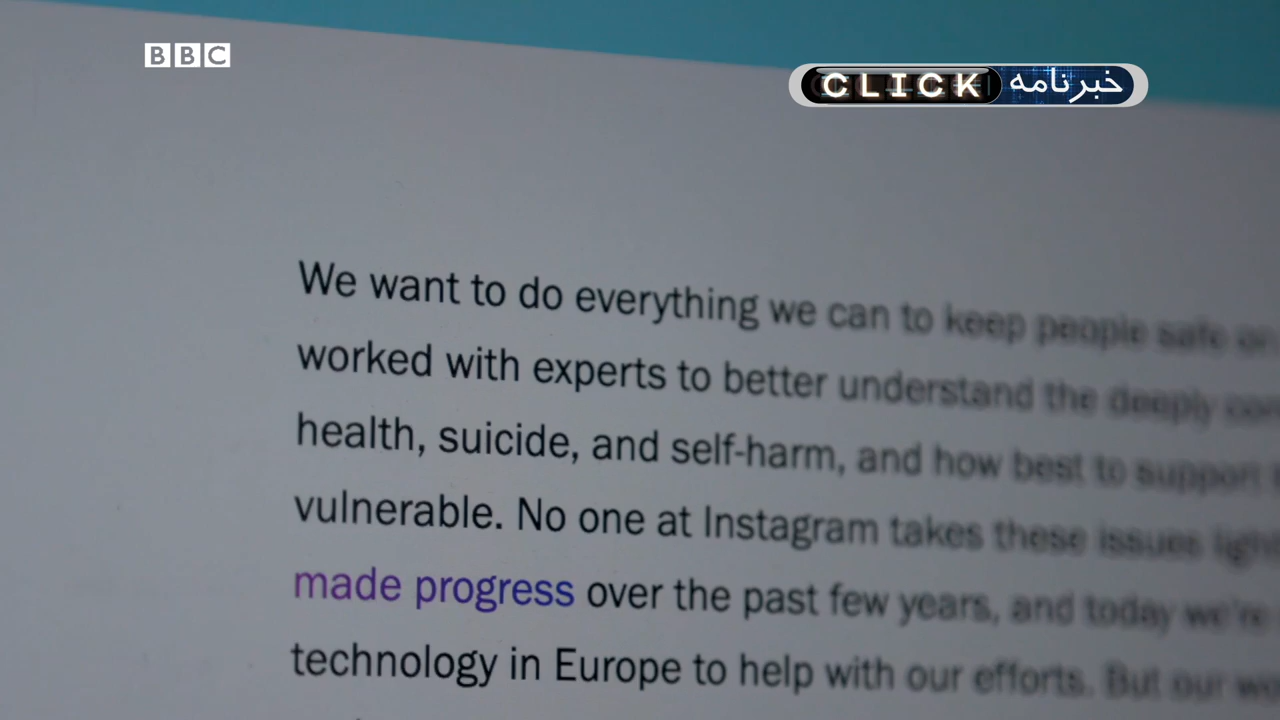 BBC
CLICK خبرنامه
We want to do everything we can to keep people safe on
worked with experts to better understand the deeply
health, suicide, and self-harm, and how best to support
vulnerable. No one at Instagram takes these issues
made progress over the past few years, and today we're
technology in Europe to help with our efforts. But our